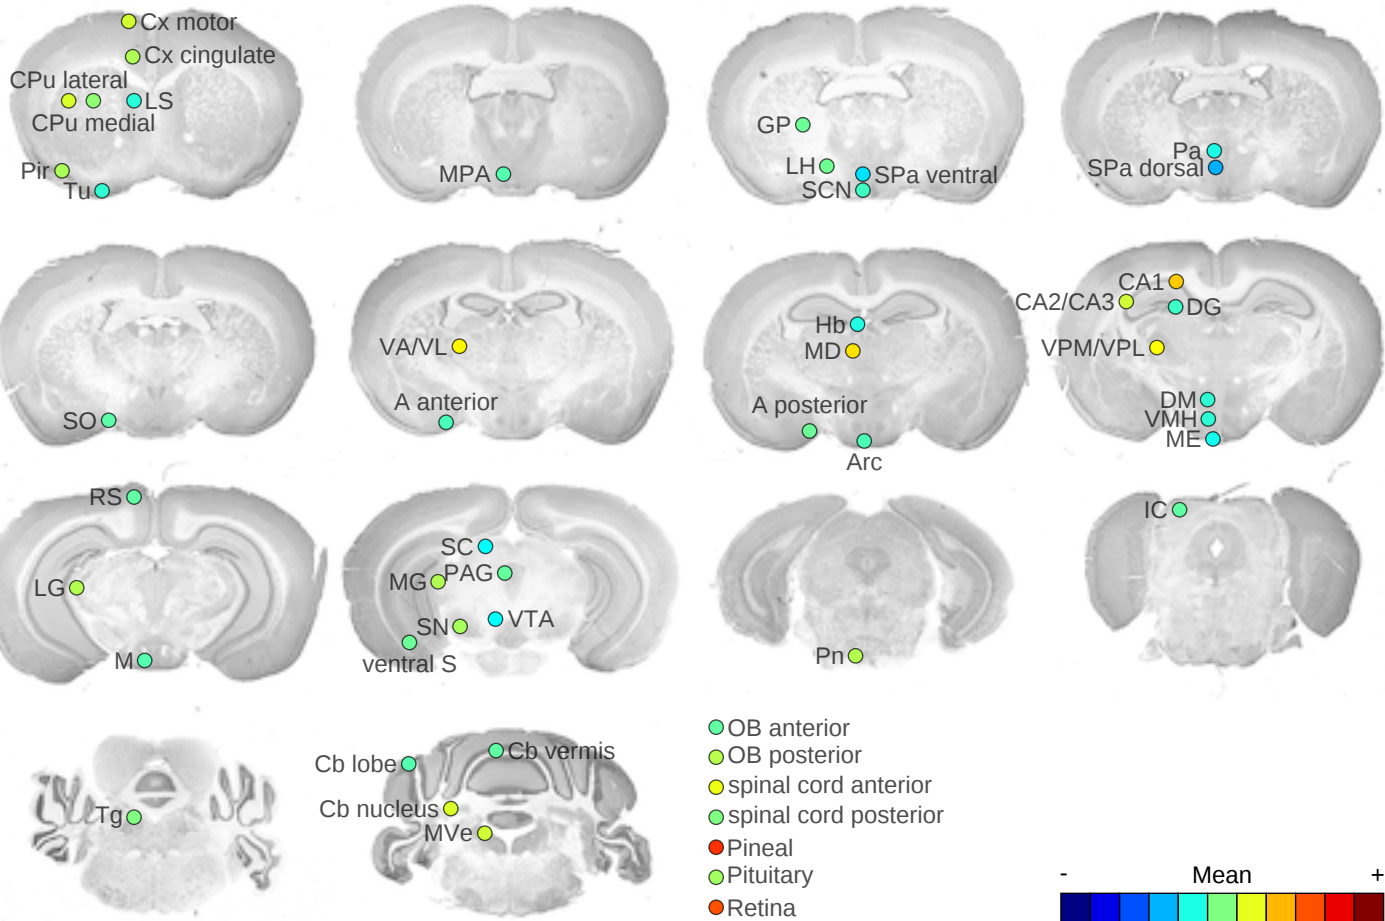 Cx motor
Cx cingulate
CPu lateral
LS
CPu medial
Pir
Tu
MPA
GP
LH
SPa ventral
SCN
Pa
SPa dorsal
SO
VA/VL
A anterior
Hb
MD
A posterior
Arc
CA1
CA2/CA3
DG
VPM/VPL
DM
VMH
ME
RS
LG
M
SC
PAG
MG
SN
VTA
ventral S
Pn
IC
Tg
Cb lobe
Cb vermis
Cb nucleus
MVe
OB anterior
OB posterior
spinal cord anterior
spinal cord posterior
Pineal
Pituitary
Retina
- Mean +